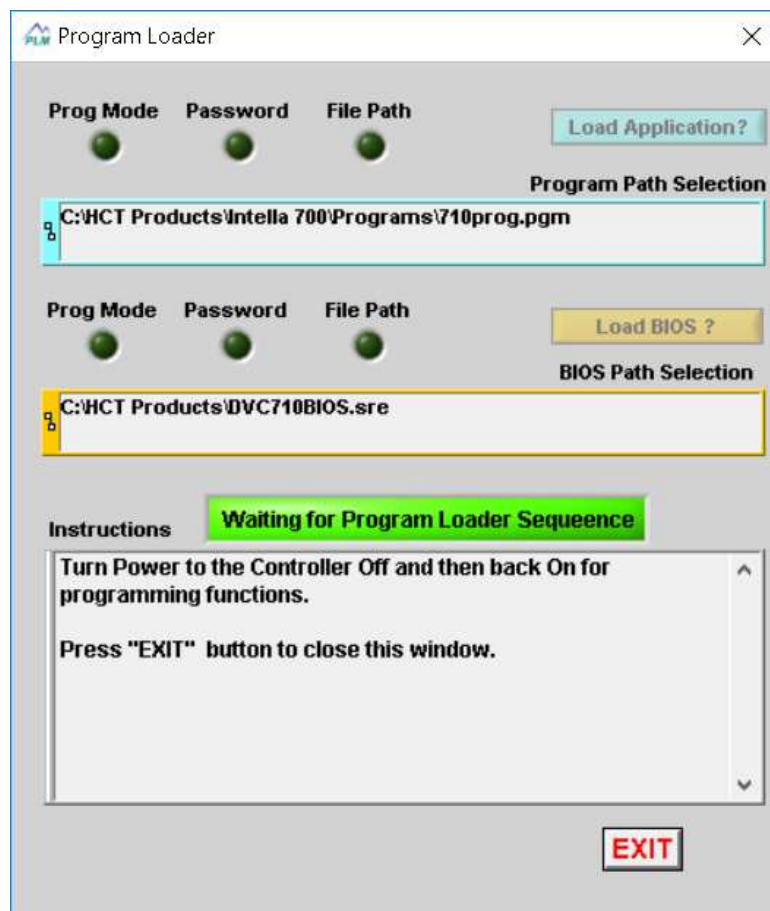 PLM Program Loader
Prog Mode Password File Path
Load Application?
Program Path Selection
C:\HCT Products\Intella 700\Programs\710prog.pgm
Prog Mode Password File Path
Load BIOS ?
BIOS Path Selection
C:\HCT Products\DVC710BIOS.sre
Waiting for Program Loader Sequeence
Instructions
Turn Power to the Controller Off and then back On for
programming functions.
Press "EXIT" button to close this window.
EXIT